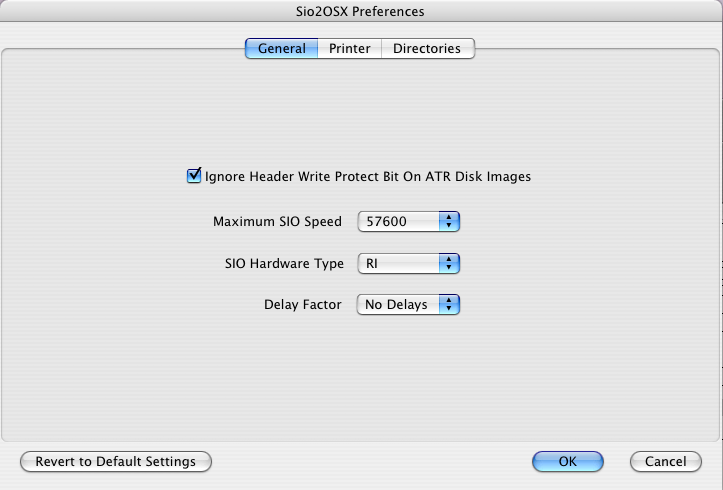 Sio2OSX Preferences
General Printer Directories
Ignore Header Write Protect Bit On ATR Disk Images
Maximum SIO Speed 57600
SIO Hardware Type RI
Delay Factor No Delays
Revert to Default Settings OK Cancel